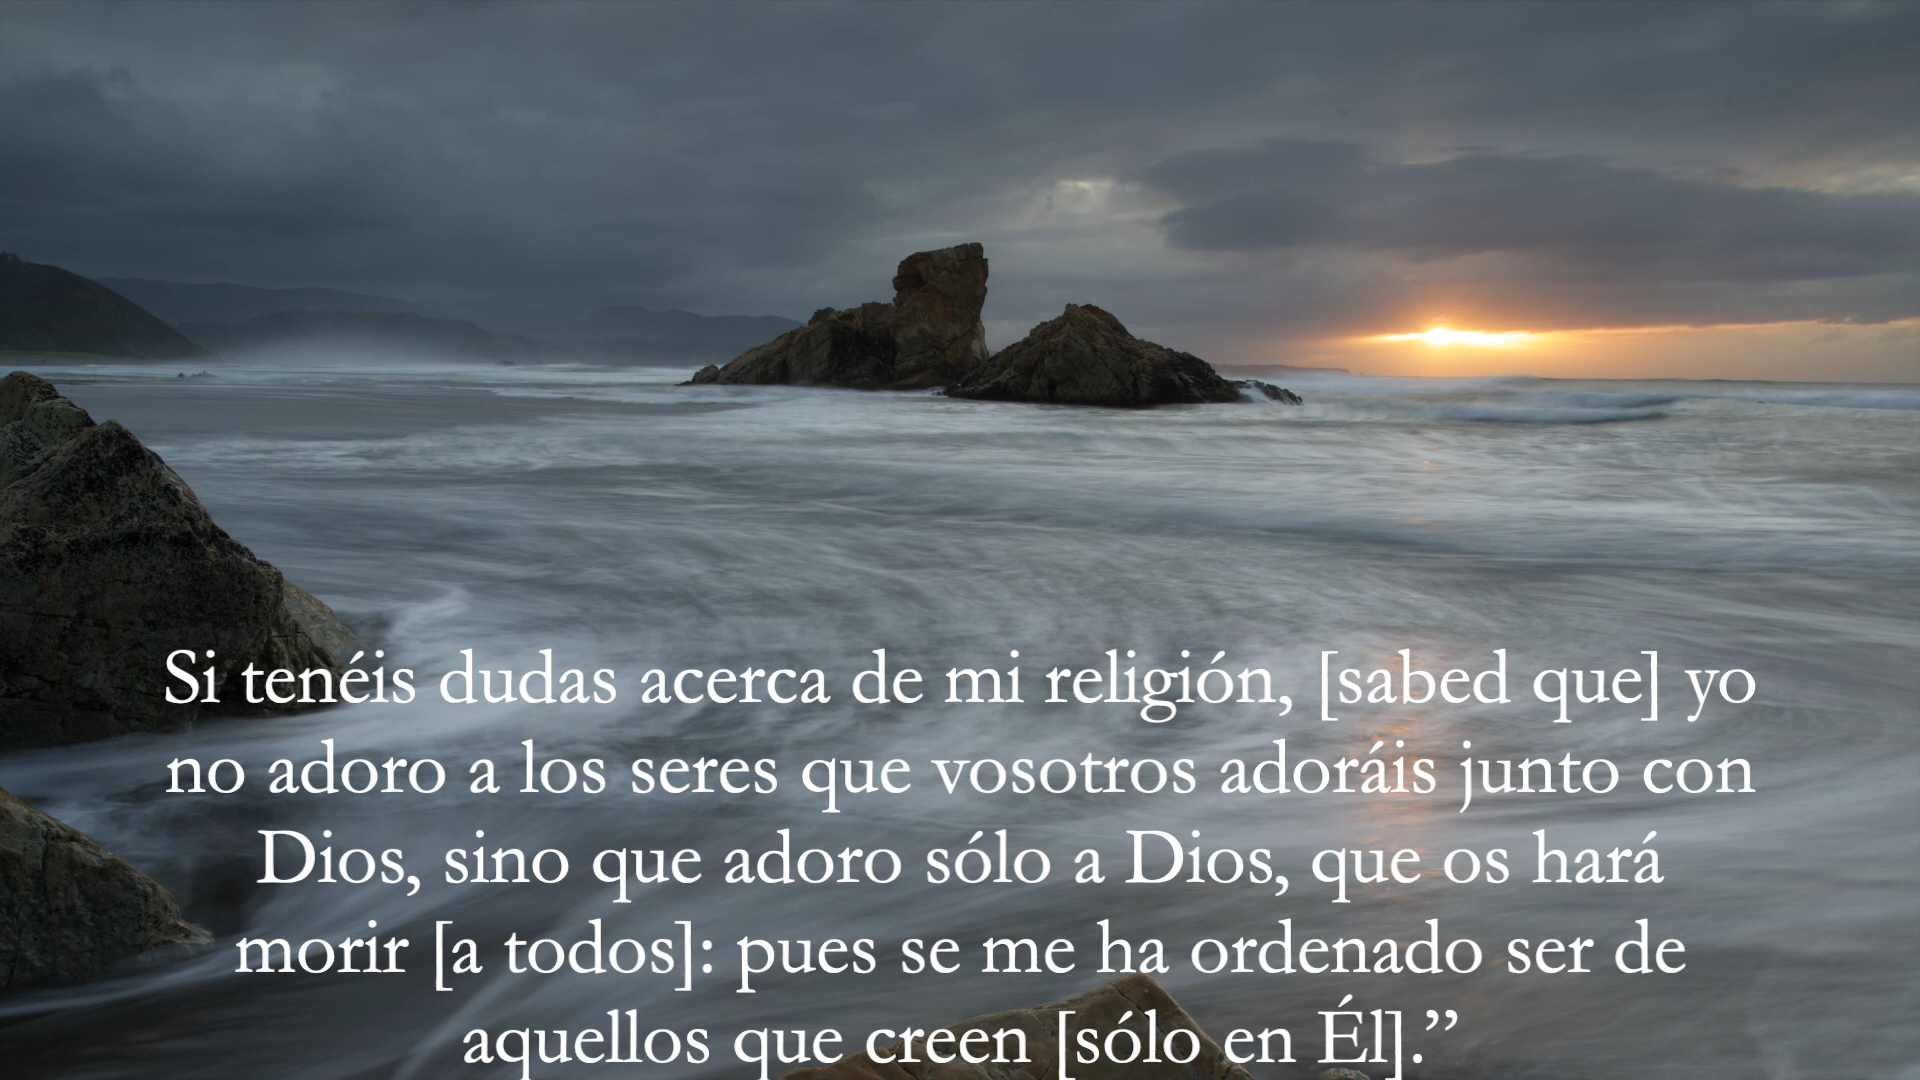 Si tenéis dudas acerca de mi religión, [sabed que] yo
no adoro a los seres que vosotros adoráis junto con
Dios, sino que adoro sólo a Dios, que os hará
morir [a todos]: pues se me ha ordenado ser de
aquellos que creen [sólo en Él].”